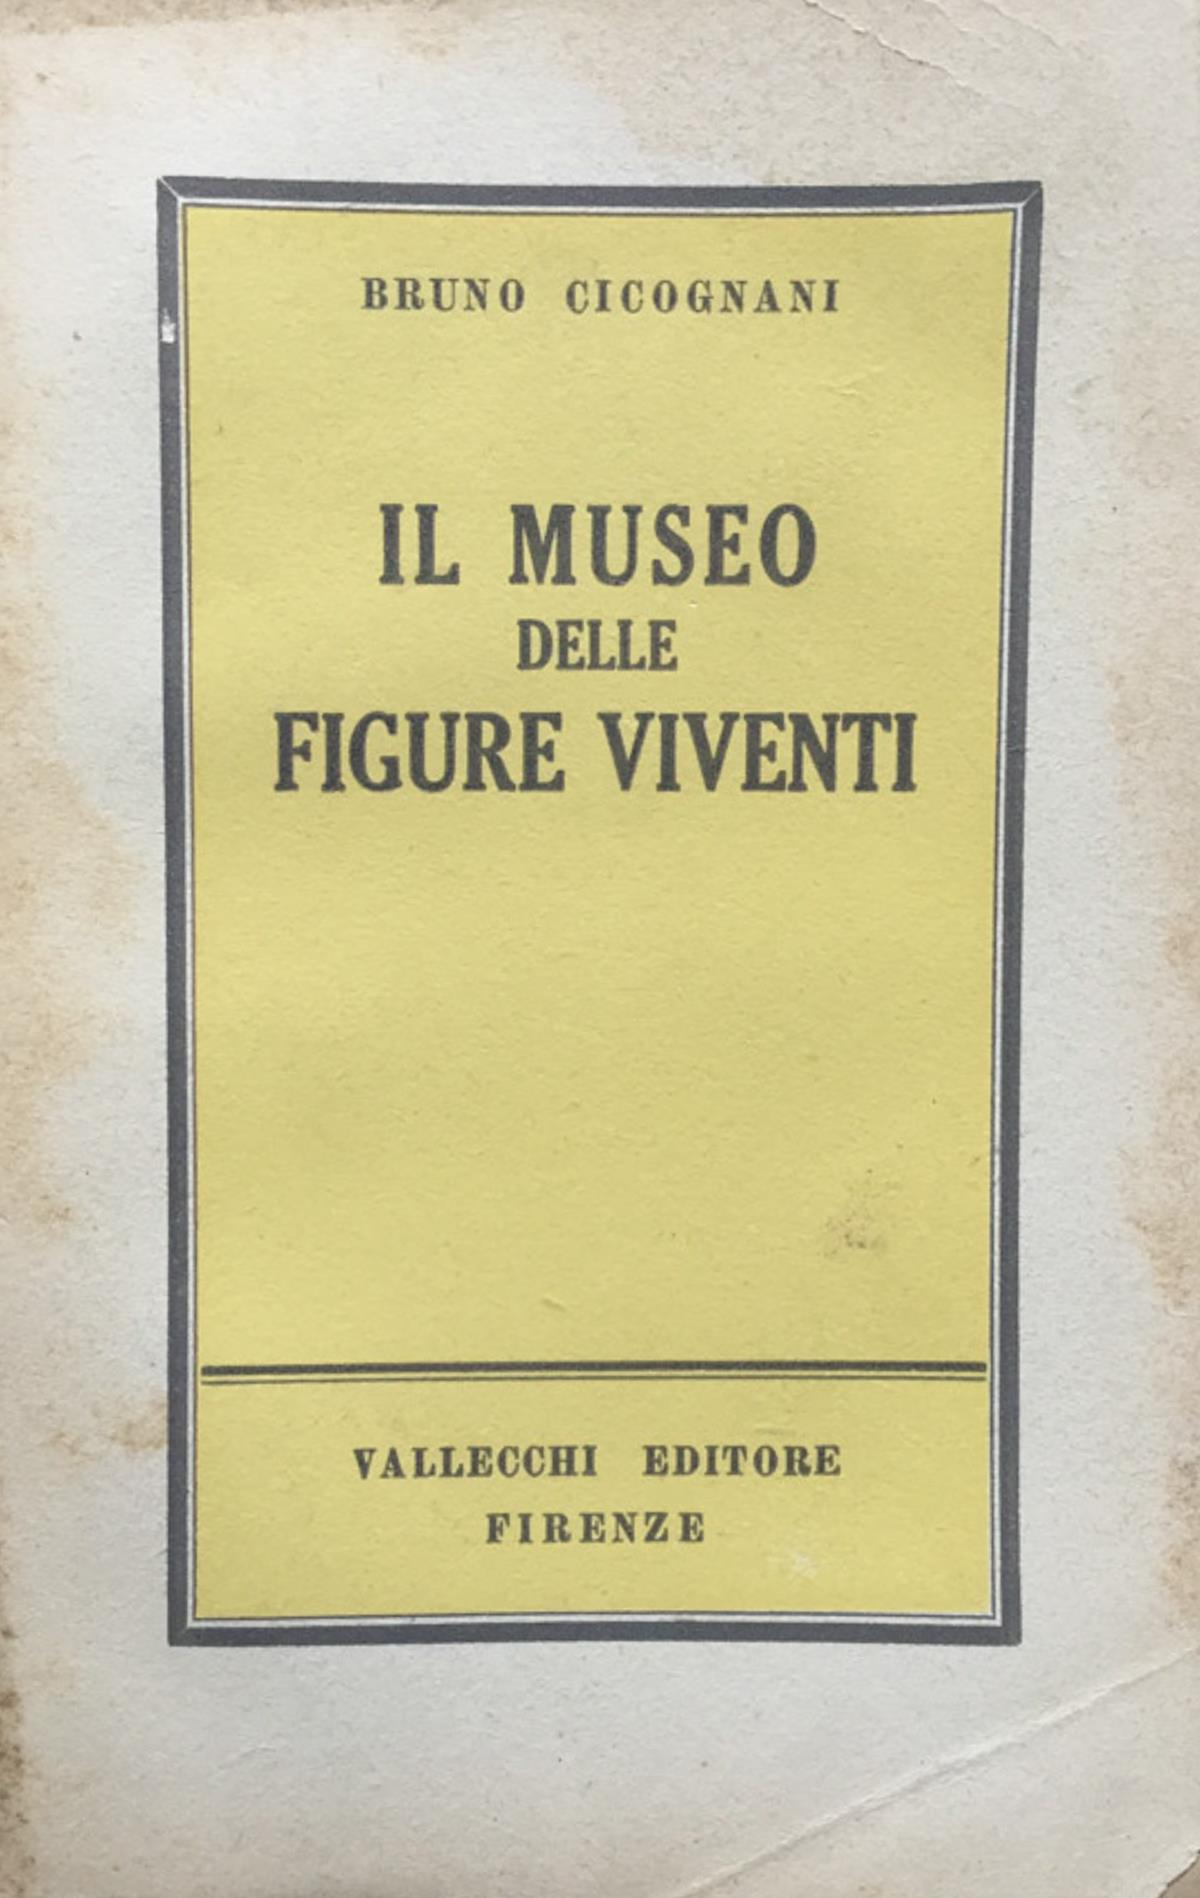 BRUNO CICOGNANI
IL MUSEO
DELLE
FIGURE VIVENTI
VALLECCHI EDITORE
FIRENZE